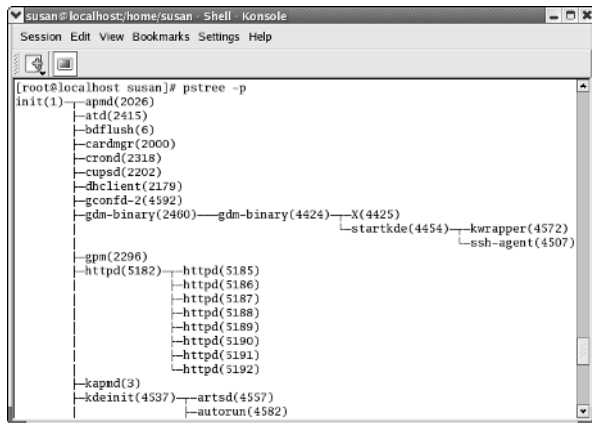 susan@localhost:/home/susan - Shell - Konsole
Session Edit View Bookmarks Settings Help
[root@localhost susan]# pstree -p
init(1)─┬─apmd(2026)
        ├─atd(2415)
        ├─bdflush(6)
        ├─cardmgr(2000)
        ├─crond(2318)
        ├─cupsd(2202)
        ├─dhclient(2179)
        ├─gconfd-2(4592)
        ├─gdm-binary(2460)───gdm-binary(4424)─┬─X(4425)
        │                                     └─startkde(4454)─┬─kwrapper(4572)
        │                                                      └─ssh-agent(4507)
        ├─gpm(2296)
        ├─httpd(5182)─┬─httpd(5185)
        │             ├─httpd(5186)
        │             ├─httpd(5187)
        │             ├─httpd(5188)
        │             ├─httpd(5189)
        │             ├─httpd(5190)
        │             ├─httpd(5191)
        │             └─httpd(5192)
        ├─kapmd(3)
        ├─kdeinit(4537)─┬─artsd(4557)
        │               ├─autorun(4582)